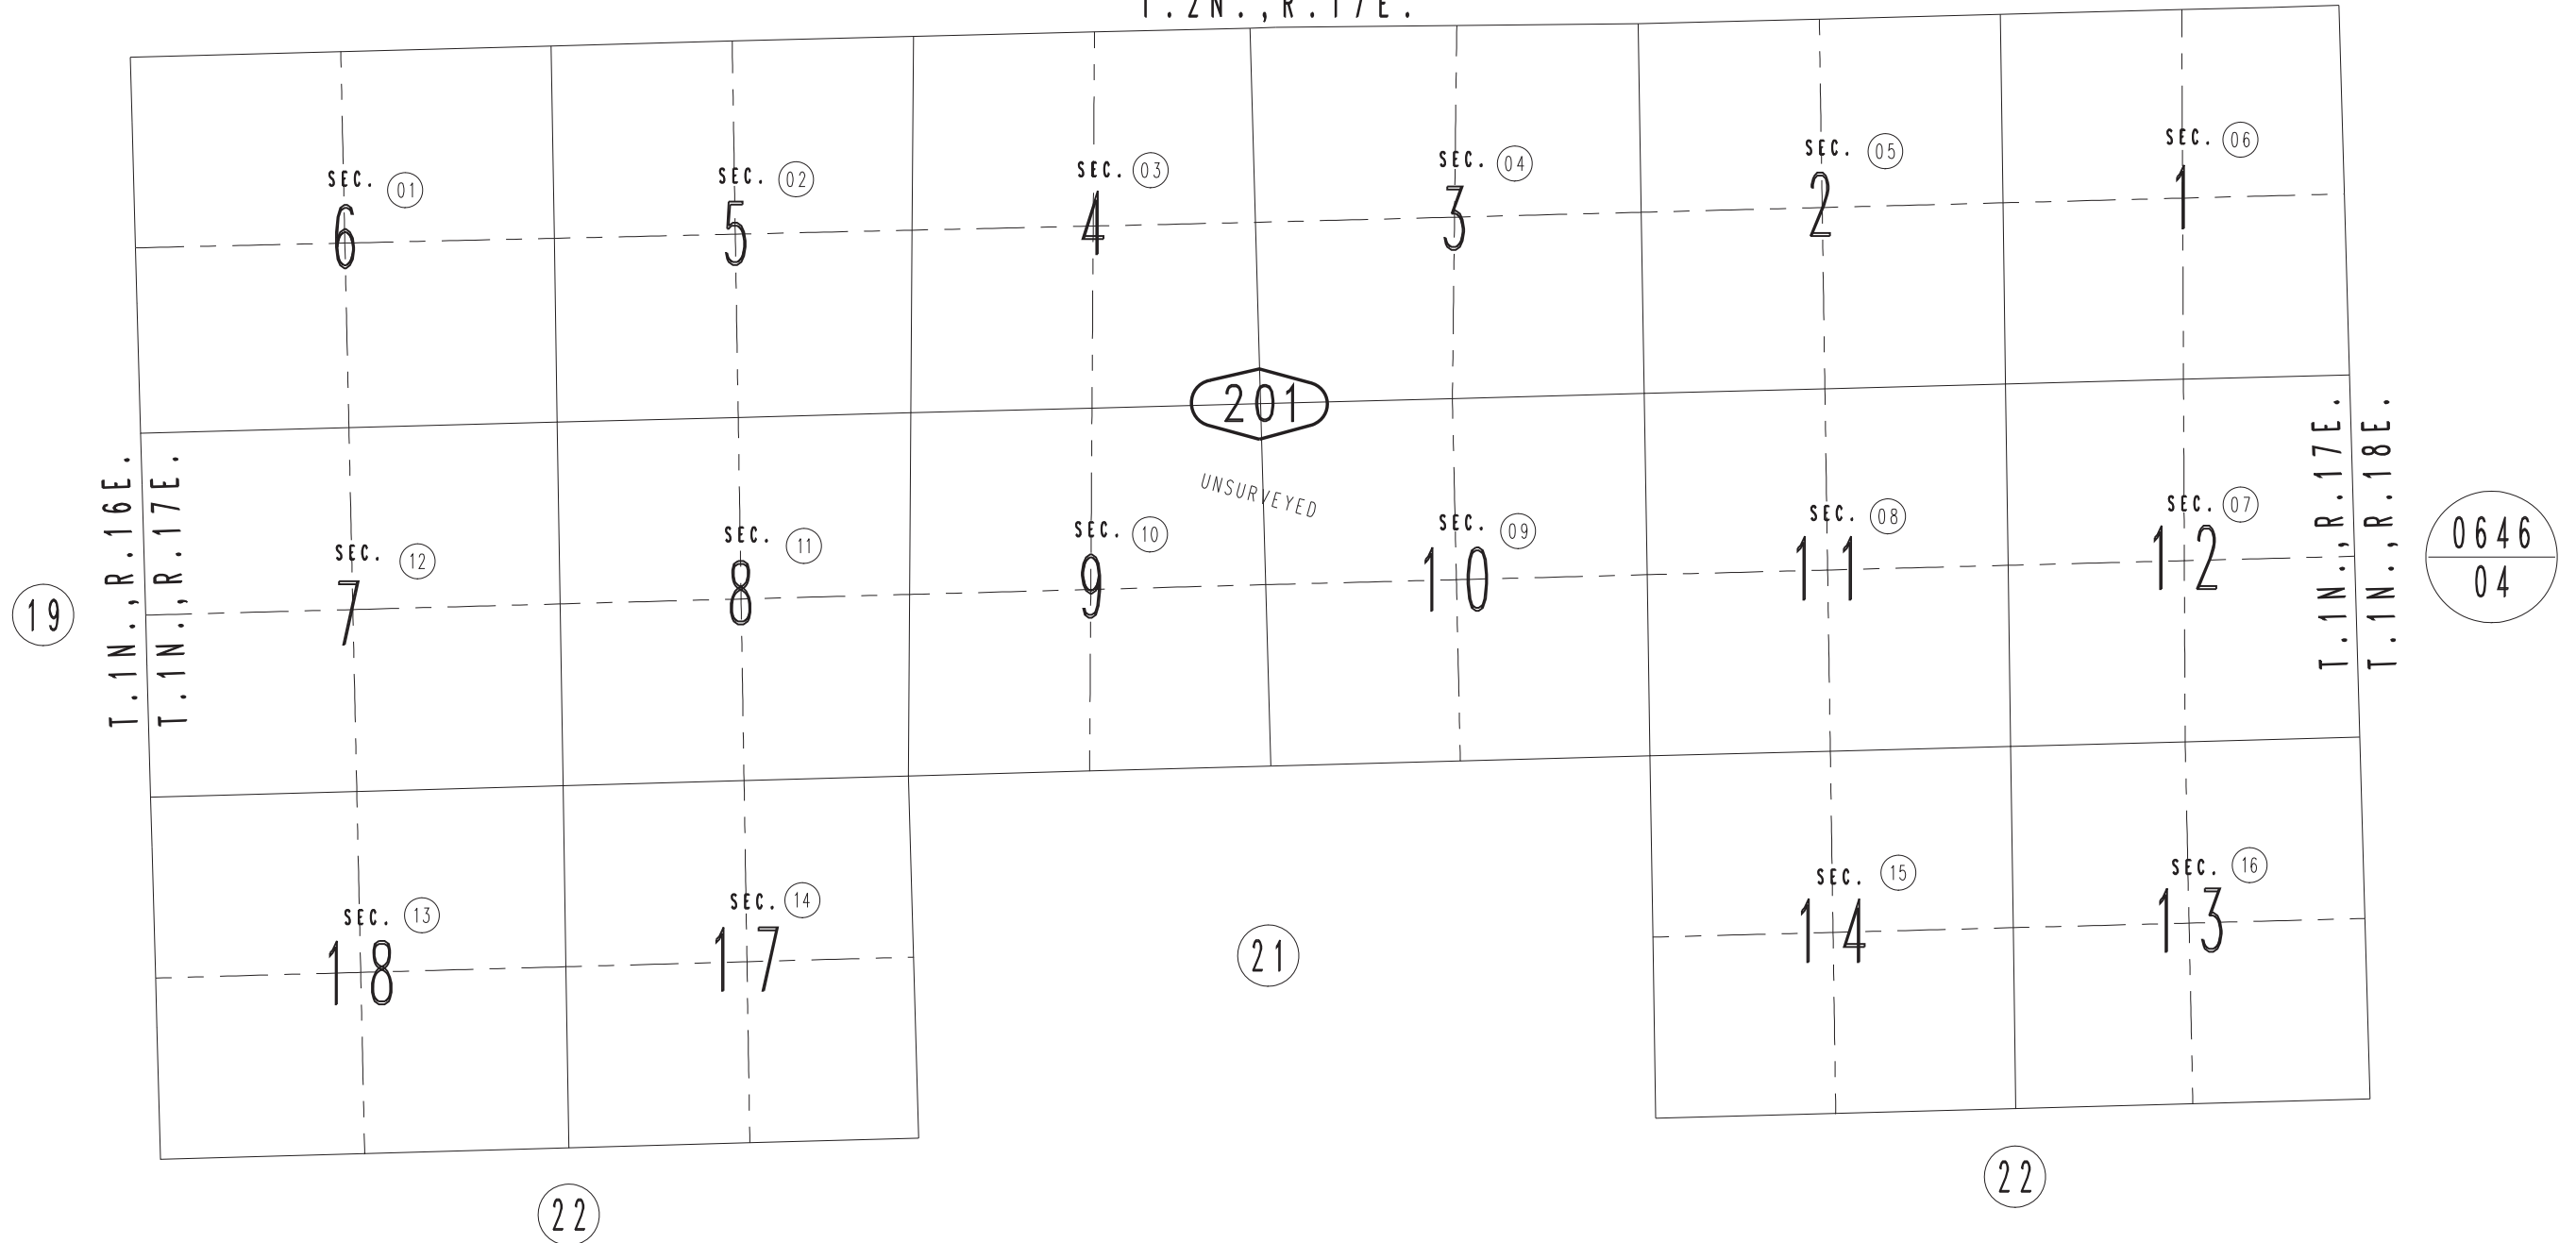 T.2N.,R.17E.
SEC. 01
6
SEC. 02
5
SEC. 03
4
SEC. 04
3
SEC. 05
2
SEC. 06
1
201
UNSURVEYED
T.1N.,R.16E.
T.1N.,R.17E.
T.1N.,R.17E.
T.1N.,R.18E.
19
SEC. 12
7
SEC. 11
8
SEC. 10
9
SEC. 09
10
SEC. 08
11
SEC. 07
12
0646
04
SEC. 13
18
SEC. 14
17
21
SEC. 15
14
SEC. 16
13
22
22